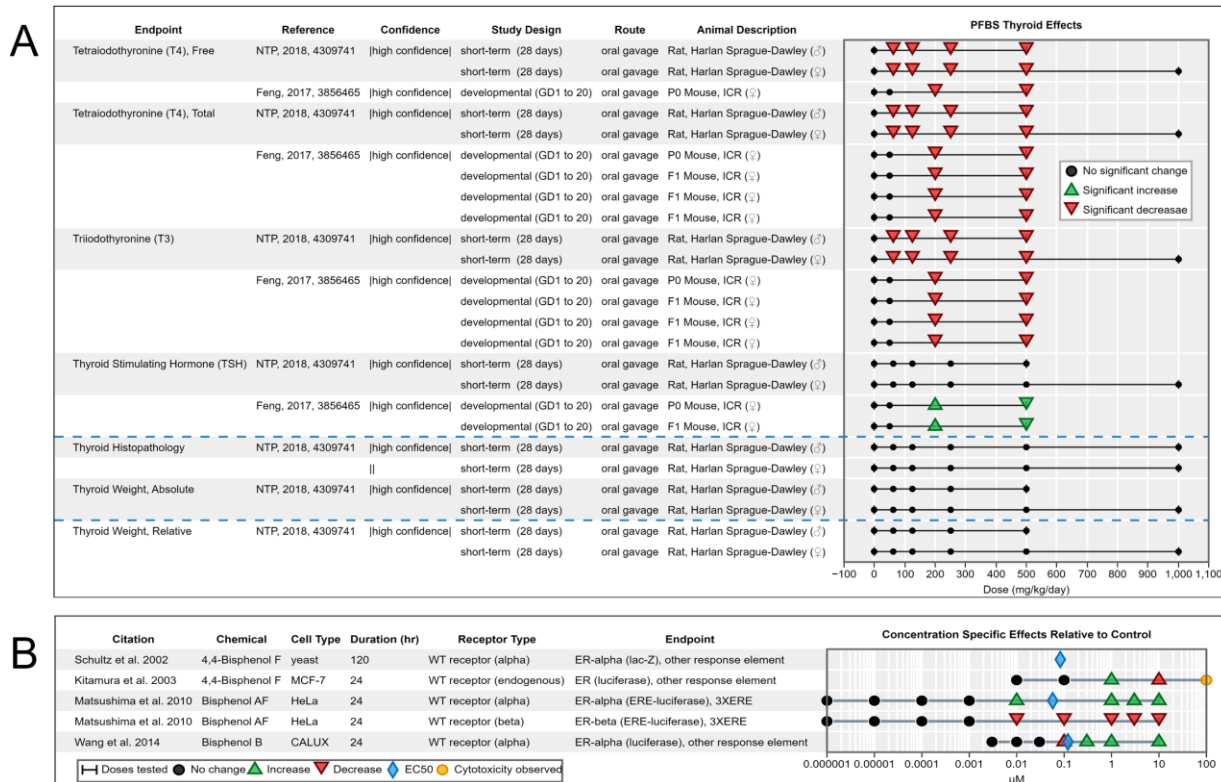 A
Endpoint Reference Confidence Study Design Route Animal Description PFBS Thyroid Effects
Tetraiodothyronine (T4), Free NTP, 2018, 4309741 |high confidence| short-term (28 days) oral gavage Rat, Harlan Sprague-Dawley (♂)
short-term (28 days) oral gavage Rat, Harlan Sprague-Dawley (♀)
Feng, 2017, 3856465 |high confidence| developmental (GD1 to 20) oral gavage P0 Mouse, ICR (♀)
Tetraiodothyronine (T4), Total NTP, 2018, 4309741 |high confidence| short-term (28 days) oral gavage Rat, Harlan Sprague-Dawley (♂)
short-term (28 days) oral gavage Rat, Harlan Sprague-Dawley (♀)
Feng, 2017, 3856465 |high confidence| developmental (GD1 to 20) oral gavage P0 Mouse, ICR (♀)
developmental (GD1 to 20) oral gavage F1 Mouse, ICR (♀)
developmental (GD1 to 20) oral gavage F1 Mouse, ICR (♀)
developmental (GD1 to 20) oral gavage F1 Mouse, ICR (♀)
No significant change
Significant increase
Significant decreasae
Triiodothyronine (T3) NTP, 2018, 4309741 |high confidence| short-term (28 days) oral gavage Rat, Harlan Sprague-Dawley (♂)
short-term (28 days) oral gavage Rat, Harlan Sprague-Dawley (♀)
Feng, 2017, 3856465 |high confidence| developmental (GD1 to 20) oral gavage P0 Mouse, ICR (♀)
developmental (GD1 to 20) oral gavage F1 Mouse, ICR (♀)
developmental (GD1 to 20) oral gavage F1 Mouse, ICR (♀)
developmental (GD1 to 20) oral gavage F1 Mouse, ICR (♀)
Thyroid Stimulating Hormone (TSH) NTP, 2018, 4309741 |high confidence| short-term (28 days) oral gavage Rat, Harlan Sprague-Dawley (♂)
short-term (28 days) oral gavage Rat, Harlan Sprague-Dawley (♀)
Feng, 2017, 3856465 |high confidence| developmental (GD1 to 20) oral gavage P0 Mouse, ICR (♀)
developmental (GD1 to 20) oral gavage F1 Mouse, ICR (♀)
Thyroid Histopathology NTP, 2018, 4309741 |high confidence| short-term (28 days) oral gavage Rat, Harlan Sprague-Dawley (♂)
|| short-term (28 days) oral gavage Rat, Harlan Sprague-Dawley (♀)
Thyroid Weight, Absolute NTP, 2018, 4309741 |high confidence| short-term (28 days) oral gavage Rat, Harlan Sprague-Dawley (♂)
short-term (28 days) oral gavage Rat, Harlan Sprague-Dawley (♀)
Thyroid Weight, Relative NTP, 2018, 4309741 |high confidence| short-term (28 days) oral gavage Rat, Harlan Sprague-Dawley (♂)
short-term (28 days) oral gavage Rat, Harlan Sprague-Dawley (♀)
−100 0 100 200 300 400 500 600 700 800 900 1,000 1,100
Dose (mg/kg/day)
B
Citation Chemical Cell Type Duration (hr) Receptor Type Endpoint Concentration Specific Effects Relative to Control
Schultz et al. 2002 4,4-Bisphenol F yeast 120 WT receptor (alpha) ER-alpha (lac-Z), other response element
Kitamura et al. 2003 4,4-Bisphenol F MCF-7 24 WT receptor (endogenous) ER (luciferase), other response element
Matsushima et al. 2010 Bisphenol AF HeLa 24 WT receptor (alpha) ER-alpha (ERE-luciferase), 3XERE
Matsushima et al. 2010 Bisphenol AF HeLa 24 WT receptor (beta) ER-beta (ERE-luciferase), 3XERE
Wang et al. 2014 Bisphenol B CALUX 24 WT receptor (alpha) ER-alpha (luciferase), other response element
Doses tested No change Increase Decrease EC50 Cytotoxicity observed
0.000001 0.00001 0.0001 0.001 0.01 0.1 1 10 100
µM